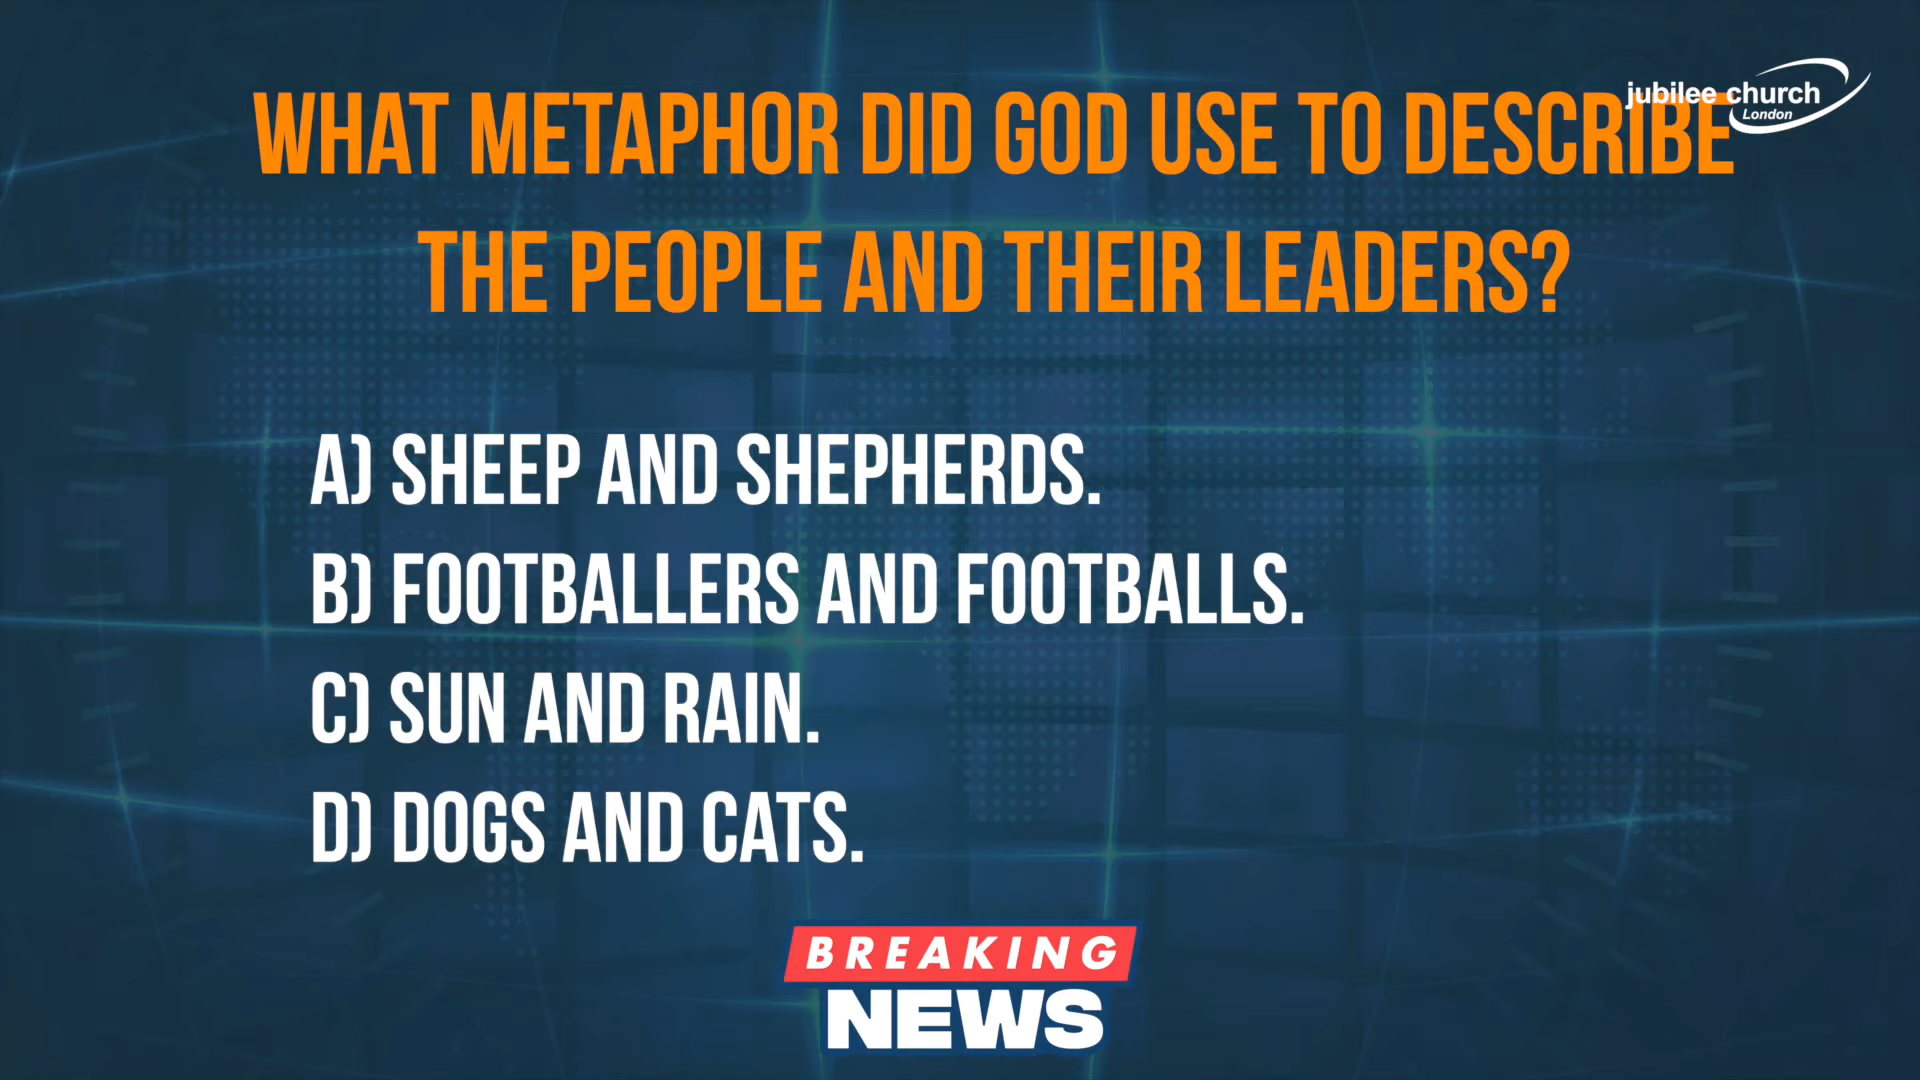 jubilee church
London
WHAT METAPHOR DID GOD USE TO DESCRIBE
THE PEOPLE AND THEIR LEADERS?
A) SHEEP AND SHEPHERDS.
B) FOOTBALLERS AND FOOTBALLS.
C) SUN AND RAIN.
D) DOGS AND CATS.
BREAKING
NEWS